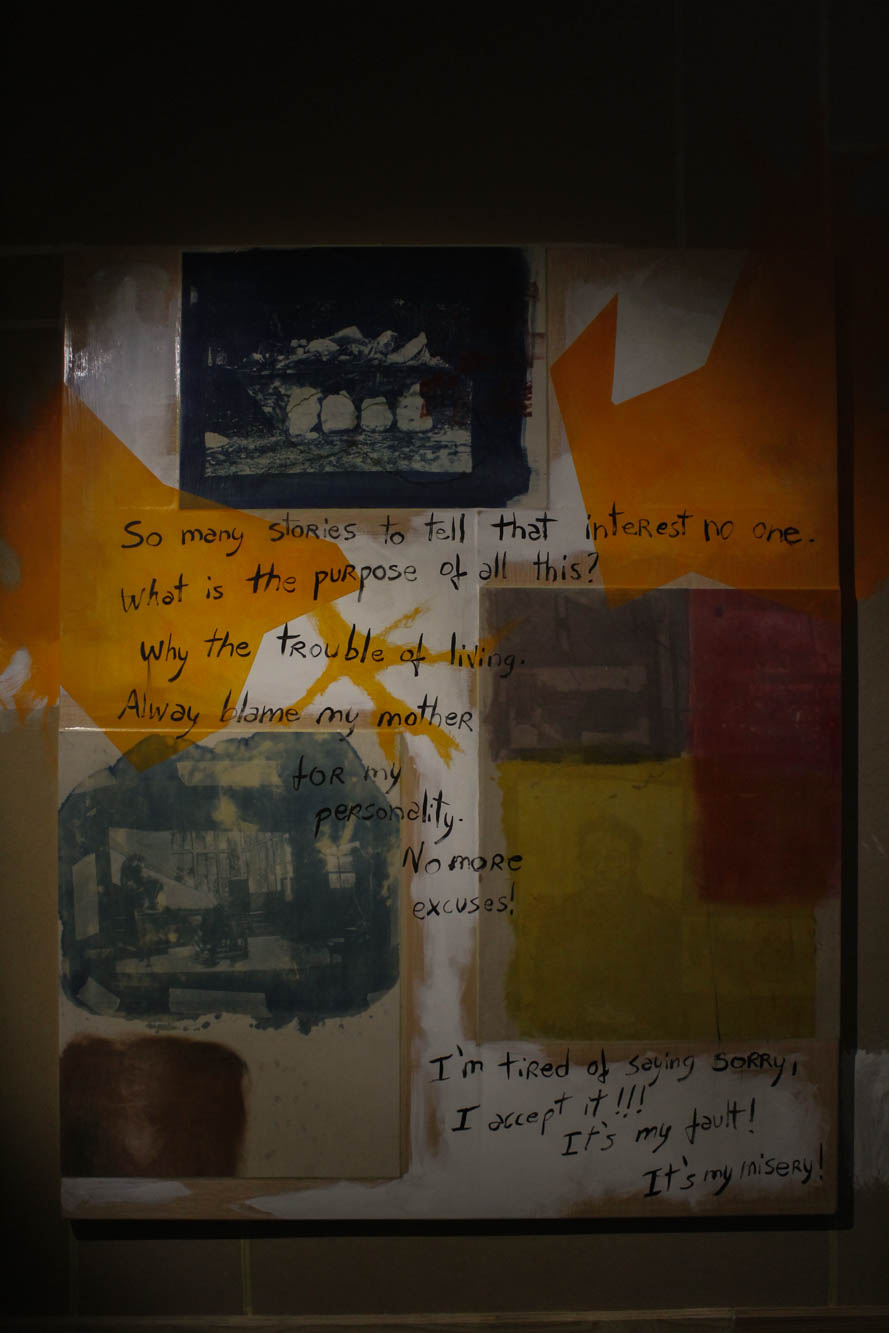 So many stories to tell that interest no one.
What is the purpose of all this?
Why the trouble of living.
Alway blame my mother
for my
personality.
No more
excuses!
I'm tired of saying sorry,
I accept it!!!
It's my fault!
It's my misery!